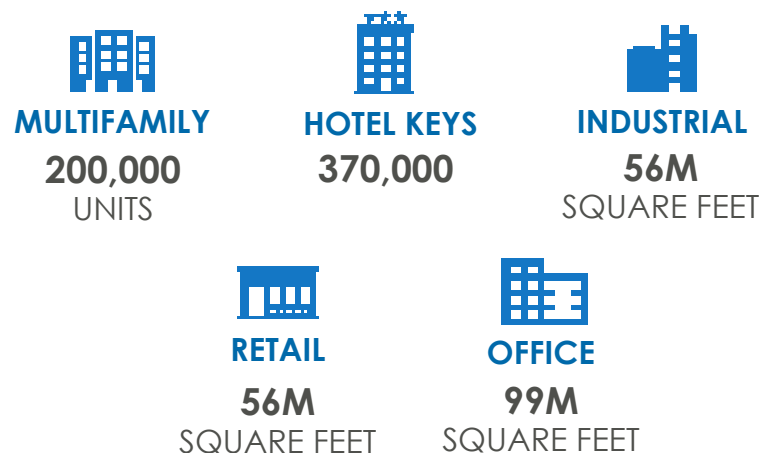 MULTIFAMILY
200,000
UNITS
HOTEL KEYS
370,000
INDUSTRIAL
56M
SQUARE FEET
RETAIL
56M
SQUARE FEET
OFFICE
99M
SQUARE FEET